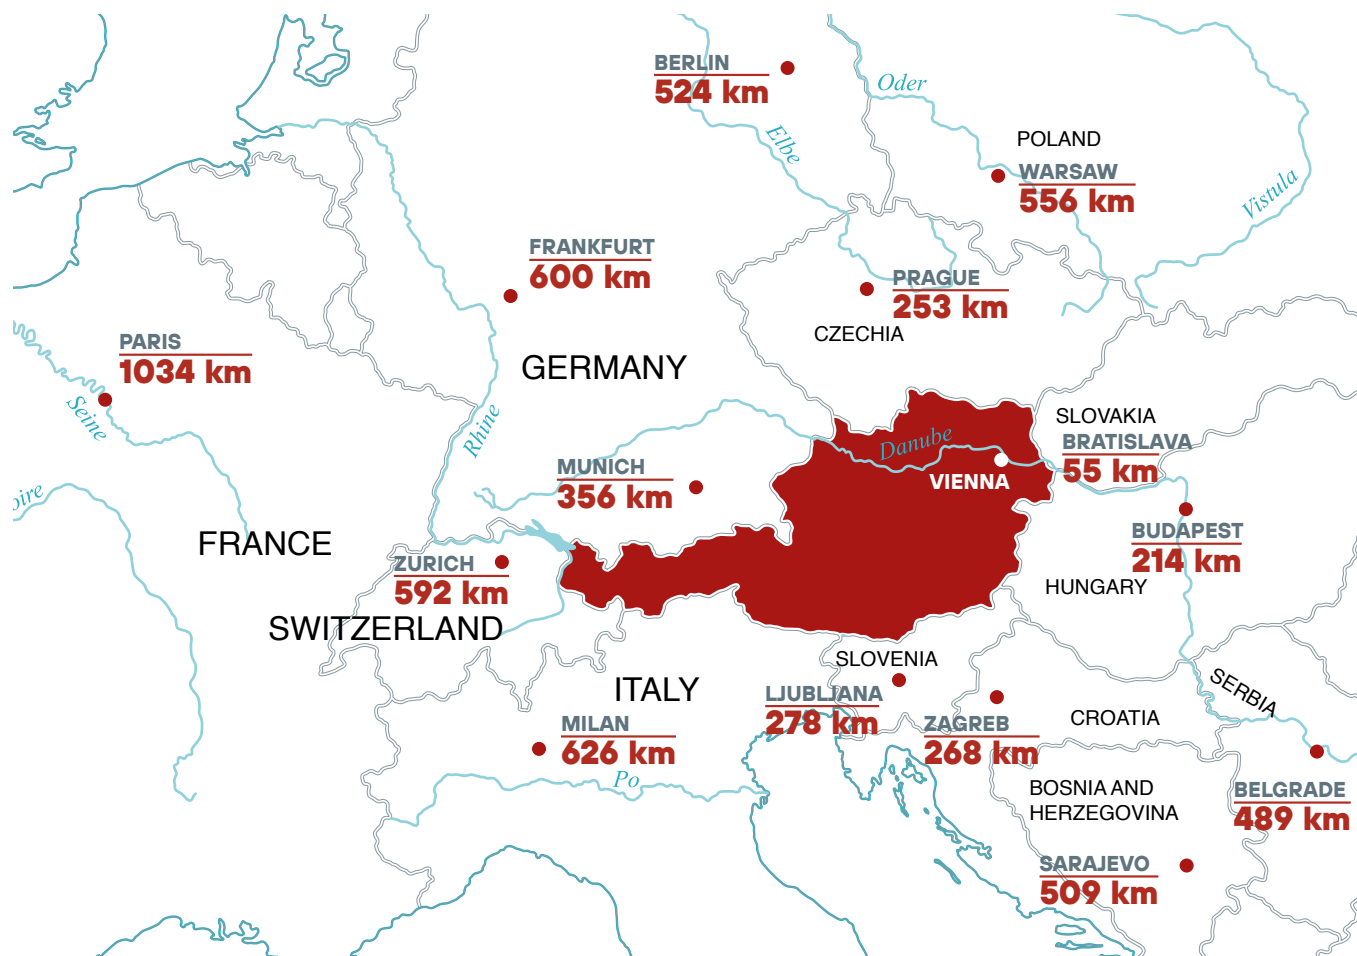 BERLIN
524 km
Oder
Elbe
POLAND
WARSAW
556 km
Vistula
FRANKFURT
600 km
PRAGUE
253 km
CZECHIA
PARIS
1034 km
GERMANY
Seine
Rhine
SLOVAKIA
BRATISLAVA
55 km
Danube
VIENNA
MUNICH
356 km
oire
BUDAPEST
214 km
FRANCE
ZURICH
592 km
HUNGARY
SWITZERLAND
SLOVENIA
ITALY
LJUBLJANA
278 km
SERBIA
ZAGREB
268 km
CROATIA
MILAN
626 km
Po
BOSNIA AND
HERZEGOVINA
BELGRADE
489 km
SARAJEVO
509 km